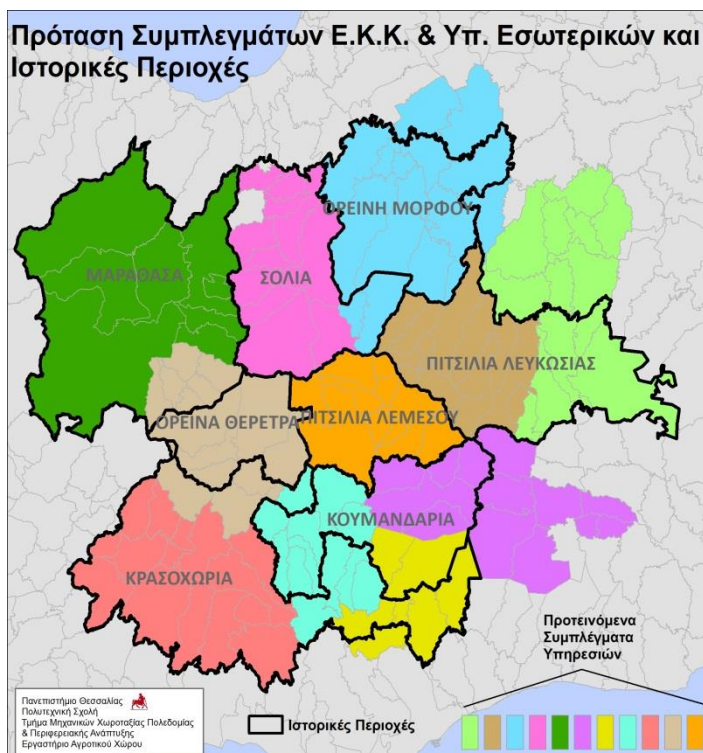 Πρόταση Συμπλεγμάτων Ε.Κ.Κ. & Υπ. Εσωτερικών και
Ιστορικές Περιοχές
ΟΡΕΙΝΗ ΜΟΡΦΟΥ
ΜΑΡΑΘΑΣΑ
ΣΟΛΙΑ
ΠΙΤΣΙΛΙΑ ΛΕΥΚΩΣΙΑΣ
ΟΡΕΙΝΑ ΘΕΡΕΤΡΑ
ΠΙΤΣΙΛΙΑ ΛΕΜΕΣΟΥ
ΚΟΥΜΑΝΔΑΡΙΑ
ΚΡΑΣΟΧΩΡΙΑ
Προτεινόμενα
Συμπλέγματα
Υπηρεσιών
Πανεπιστήμιο Θεσσαλίας
Πολυτεχνική Σχολή
Τμήμα Μηχανικών Χωροταξίας Πολεδομίας
& Περιφερειακής Ανάπτυξης
Εργαστήριο Αγροτικού Χώρου
Ιστορικές Περιοχές